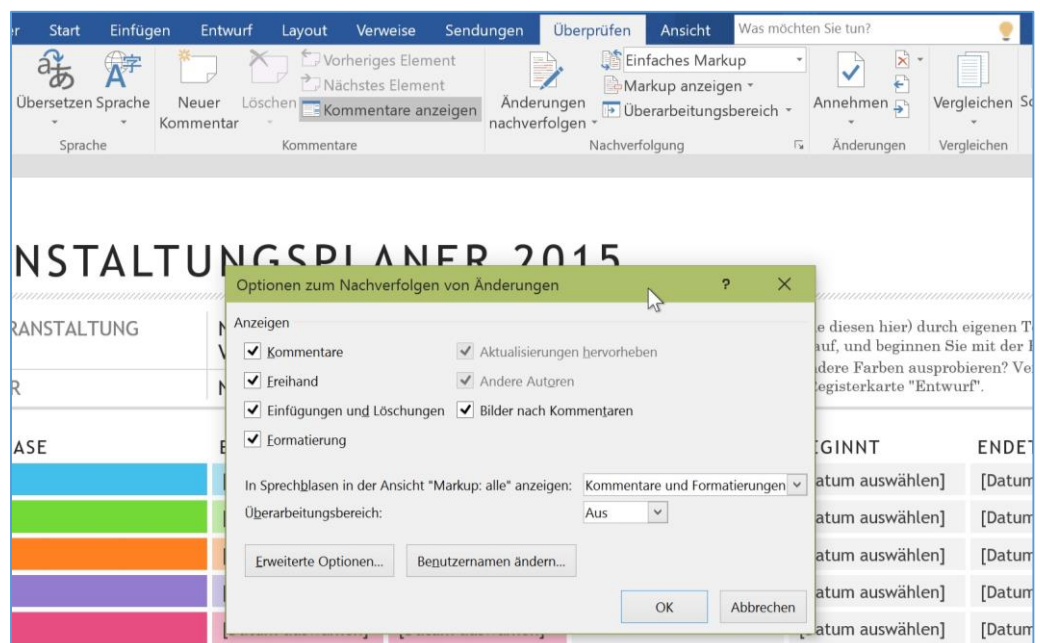 Start Einfügen Entwurf Layout Verweise Sendungen Überprüfen Ansicht Was möchten Sie tun?
Übersetzen Sprache
Neuer Kommentar
Löschen
Vorheriges Element
Nächstes Element
Kommentare anzeigen
Änderungen nachverfolgen
Einfaches Markup
Markup anzeigen
Überarbeitungsbereich
Annehmen
Vergleichen
Sprache Kommentare Nachverfolgung Änderungen Vergleichen
NSTALTUNGSPLANER 2015
Optionen zum Nachverfolgen von Änderungen ?
Anzeigen
Kommentare
Aktualisierungen hervorheben
Freihand
Andere Autoren
Einfügungen und Löschungen
Bilder nach Kommentaren
Formatierung
In Sprechblasen in der Ansicht "Markup: alle" anzeigen: Kommentare und Formatierungen
Überarbeitungsbereich: Aus
Erweiterte Optionen... Benutzernamen ändern...
OK Abbrechen
RANSTALTUNG
e diesen hier) durch eigenen T
auf, und beginnen Sie mit der
dere Farben ausprobieren? Ve
egisterkarte "Entwurf".
R
ASE
EGINNT ENDET
atum auswählen] [Datum
atum auswählen] [Datum
atum auswählen] [Datum
atum auswählen] [Datum
atum auswählen] [Datum
atum auswählen] [Datum